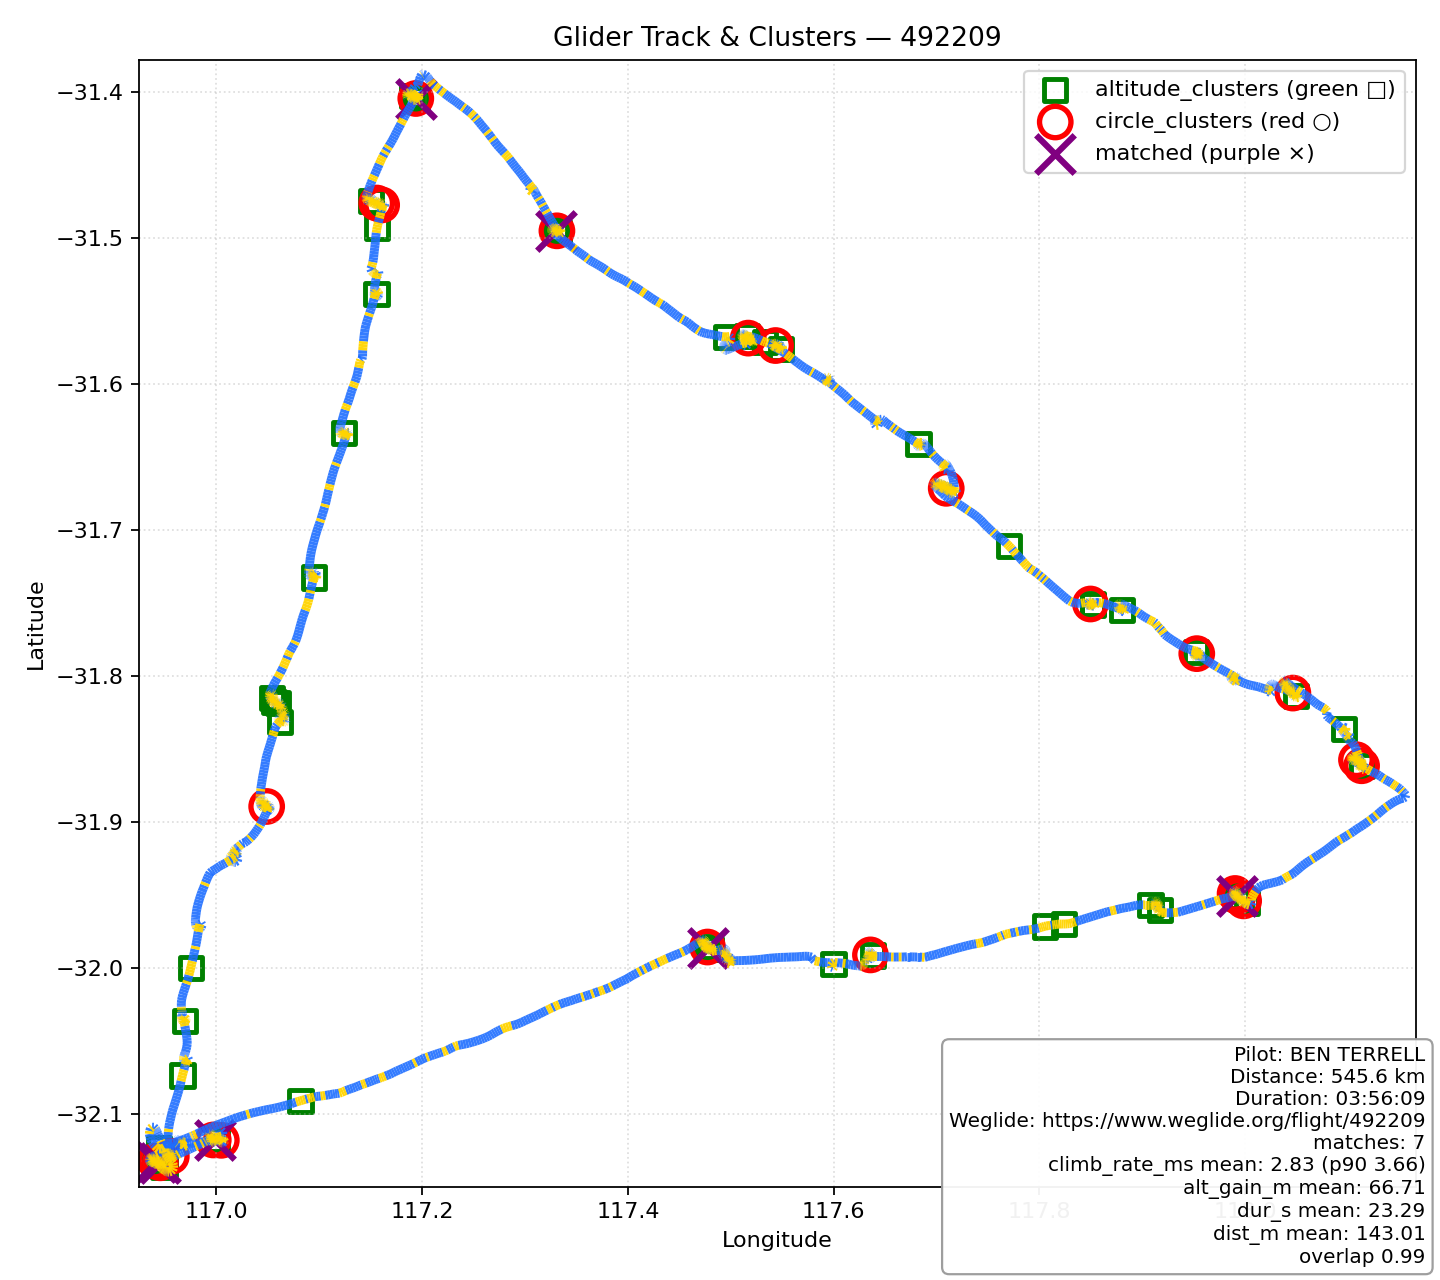 Glider Track & Clusters — 492209
altitude_clusters (green □)
circle_clusters (red ○)
matched (purple ×)
−31.4
−31.5
−31.6
−31.7
−31.8
−31.9
−32.0
−32.1
Latitude
117.0
117.2
117.4
117.6
117.8
Longitude
Pilot: BEN TERRELL
Distance: 545.6 km
Duration: 03:56:09
Weglide: https://www.weglide.org/flight/492209
matches: 7
climb_rate_ms mean: 2.83 (p90 3.66)
alt_gain_m mean: 66.71
dur_s mean: 23.29
dist_m mean: 143.01
overlap 0.99